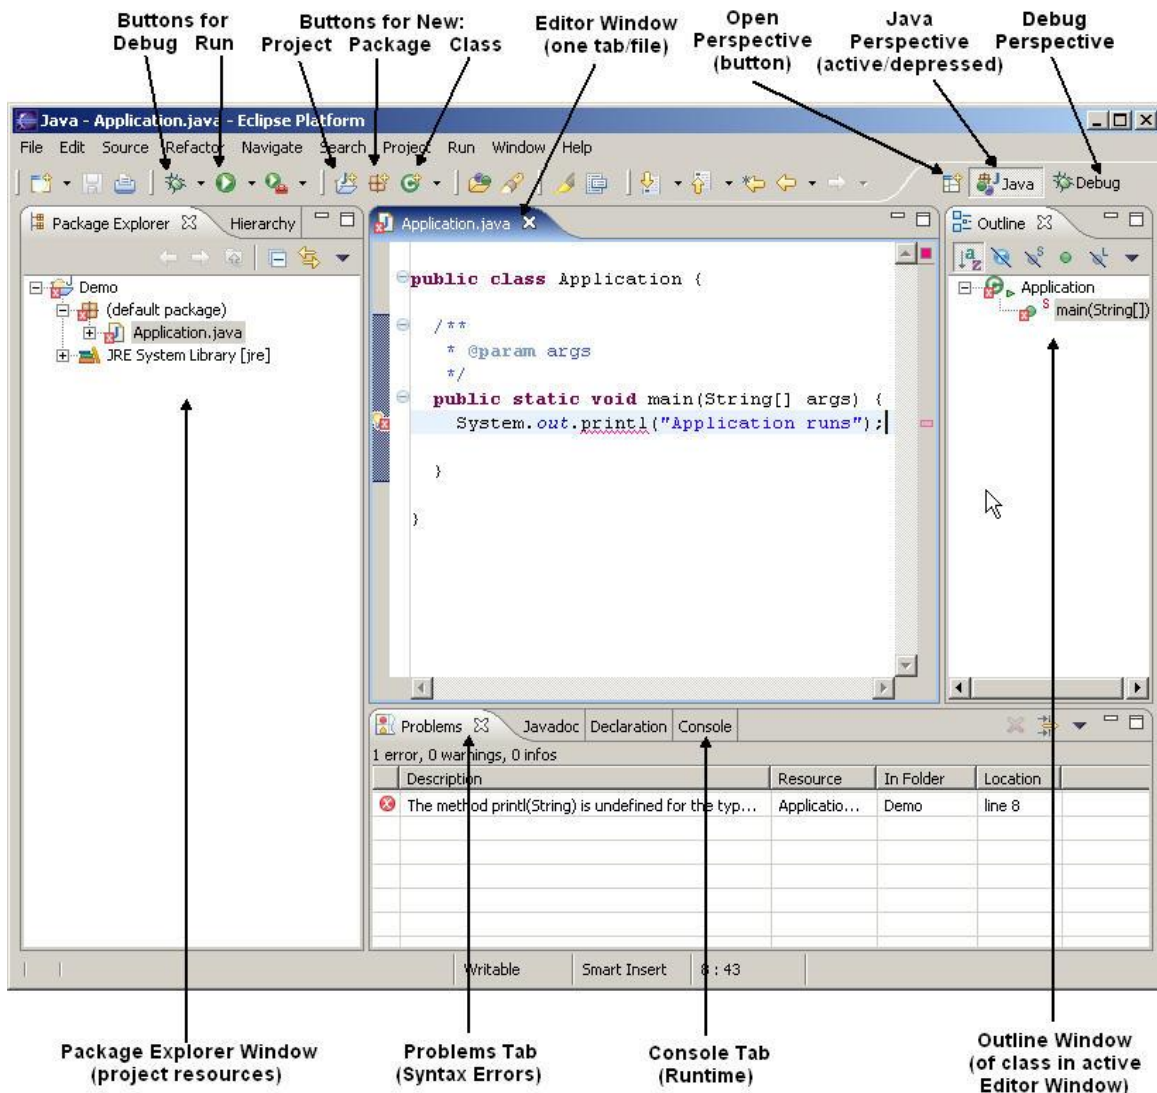 Buttons for
Debug Run
Buttons for New:
Project Package Class
Editor Window
(one tab/file)
Open
Perspective
(button)
Java
Perspective
(active/depressed)
Debug
Perspective
Java - Application.java - Eclipse Platform
File Edit Source Refactor Navigate Search Project Run Window Help
Java
Debug
Package Explorer
Hierarchy
Demo
(default package)
Application.java
JRE System Library [jre]
Application.java
public class Application {
/**
* @param args
*/
public static void main(String[] args) {
System.out.printl("Application runs");
}
}
Outline
Application
S main(String[])
Problems
Javadoc
Declaration
Console
1 error, 0 warnings, 0 infos
Description Resource In Folder Location
The method printl(String) is undefined for the typ... Applicatio... Demo line 8
Writable Smart Insert 8 : 43
Package Explorer Window
(project resources)
Problems Tab
(Syntax Errors)
Console Tab
(Runtime)
Outline Window
(of class in active
Editor Window)